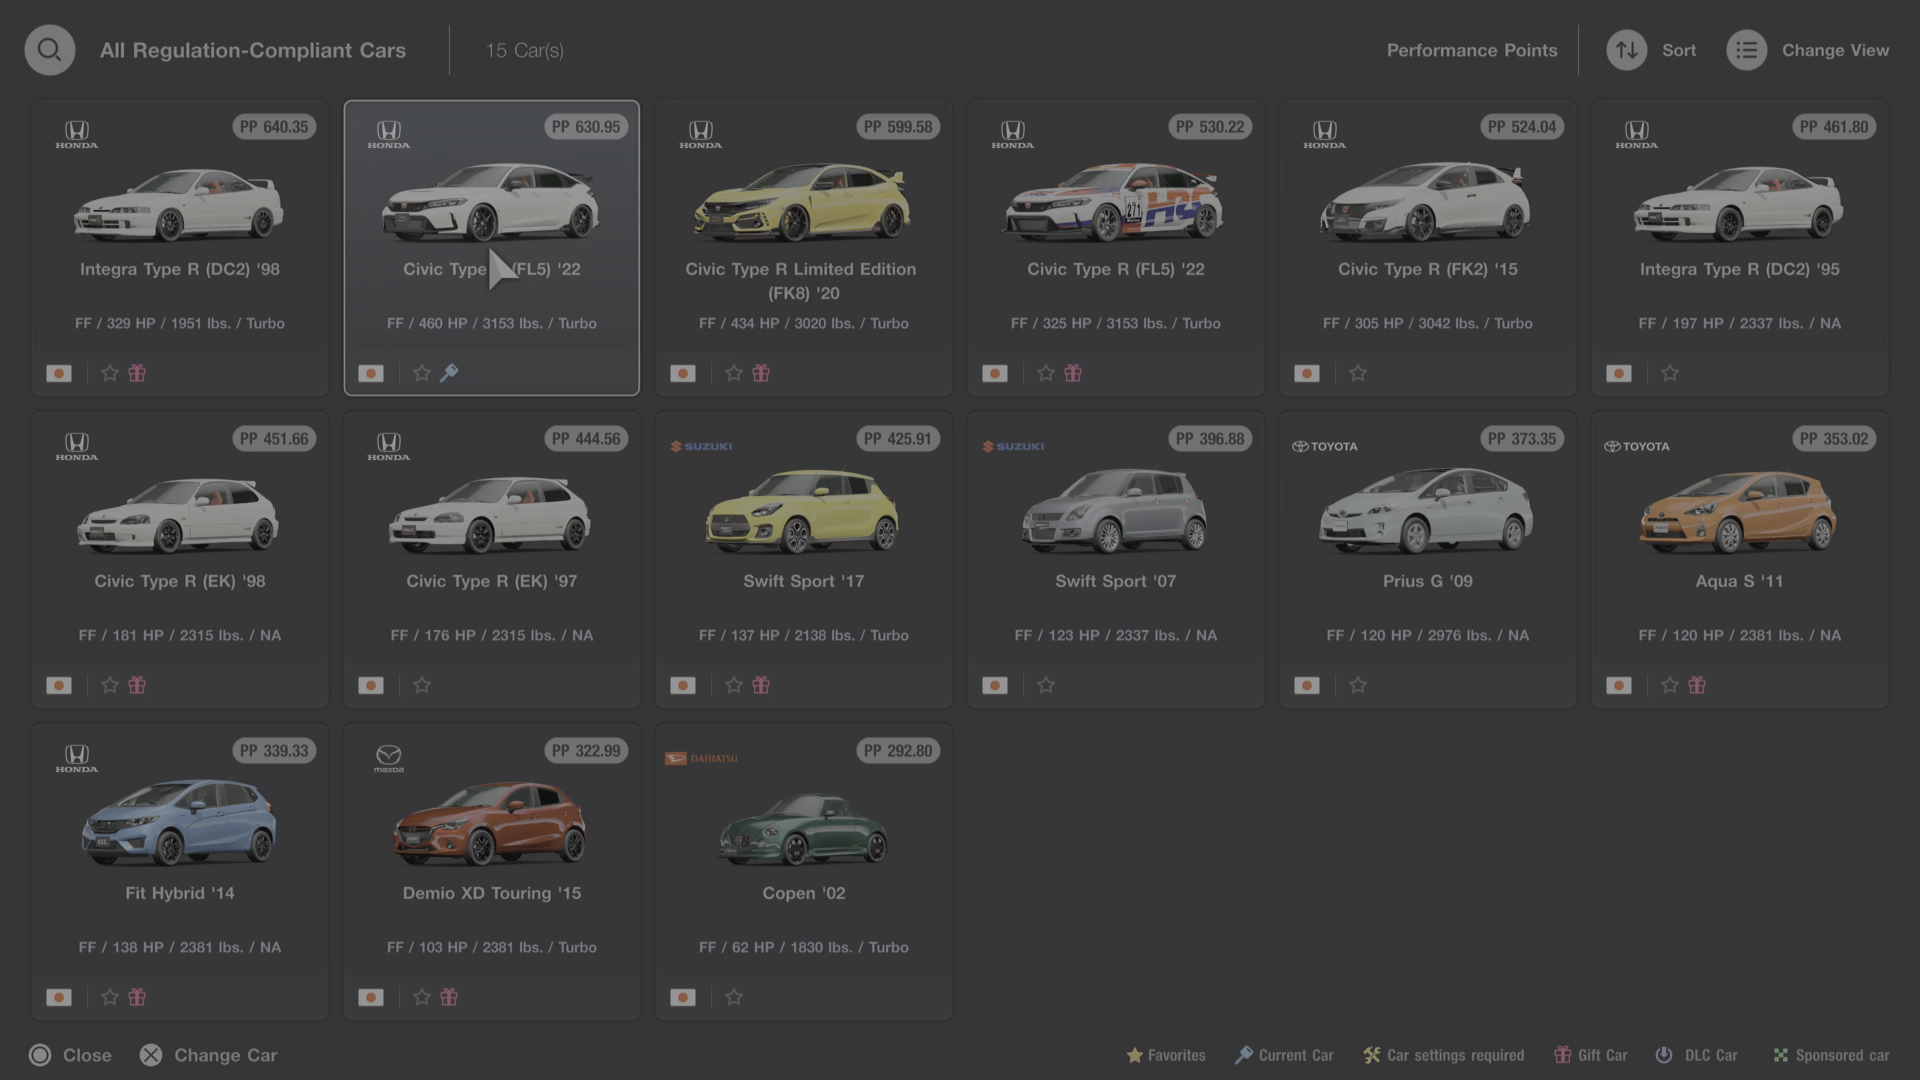 All Regulation-Compliant Cars
15 Car(s)
Performance Points
Sort
Change View
HONDA
PP 640.35
Integra Type R (DC2) '98
FF / 329 HP / 1951 lbs. / Turbo
HONDA
PP 630.95
Civic Type (FL5) '22
FF / 460 HP / 3153 lbs. / Turbo
HONDA
PP 599.58
Civic Type R Limited Edition
(FK8) '20
FF / 434 HP / 3020 lbs. / Turbo
HONDA
PP 530.22
271
Civic Type R (FL5) '22
FF / 325 HP / 3153 lbs. / Turbo
HONDA
PP 524.04
Civic Type R (FK2) '15
FF / 305 HP / 3042 lbs. / Turbo
HONDA
PP 461.80
Integra Type R (DC2) '95
FF / 197 HP / 2337 lbs. / NA
HONDA
PP 451.66
Civic Type R (EK) '98
FF / 181 HP / 2315 lbs. / NA
HONDA
PP 444.56
Civic Type R (EK) '97
FF / 176 HP / 2315 lbs. / NA
SUZUKI
PP 425.91
Swift Sport '17
FF / 137 HP / 2138 lbs. / Turbo
SUZUKI
PP 396.88
Swift Sport '07
FF / 123 HP / 2337 lbs. / NA
TOYOTA
PP 373.35
Prius G '09
FF / 120 HP / 2976 lbs. / NA
TOYOTA
PP 353.02
Aqua S '11
FF / 120 HP / 2381 lbs. / NA
HONDA
PP 339.33
Fit Hybrid '14
FF / 138 HP / 2381 lbs. / NA
mazda
PP 322.99
Demio XD Touring '15
FF / 103 HP / 2381 lbs. / Turbo
DAIHATSU
PP 292.80
Copen '02
FF / 62 HP / 1830 lbs. / Turbo
Close
Change Car
Favorites
Current Car
Car settings required
Gift Car
DLC Car
Sponsored car